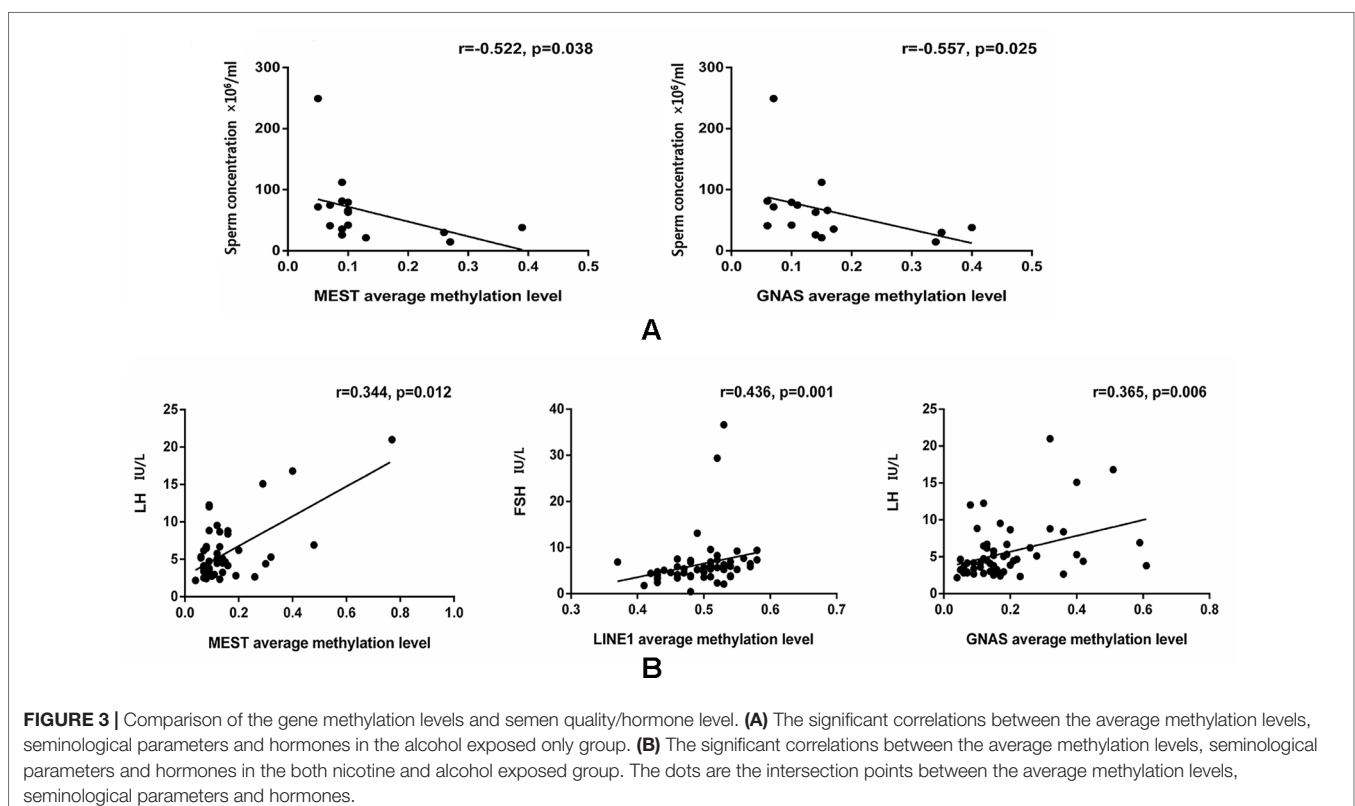 r=-0.522, p=0.038
300
200
100
0
Sperm concentration ×10⁶/ml
0.0 0.1 0.2 0.3 0.4 0.5
MEST average methylation level
r=-0.557, p=0.025
300
200
100
0
Sperm concentration ×10⁶/ml
0.0 0.1 0.2 0.3 0.4 0.5
GNAS average methylation level
A
r=0.344, p=0.012
25
20
15
10
5
0
LH IU/L
0.0 0.2 0.4 0.6 0.8 1.0
MEST average methylation level
r=0.436, p=0.001
40
30
20
10
0
FSH IU/L
0.3 0.4 0.5 0.6 0.7
LINE1 average methylation level
r=0.365, p=0.006
25
20
15
10
5
0
LH IU/L
0.0 0.2 0.4 0.6 0.8
GNAS average methylation level
B
FIGURE 3 | Comparison of the gene methylation levels and semen quality/hormone level. (A) The significant correlations between the average methylation levels,
seminological parameters and hormones in the alcohol exposed only group. (B) The significant correlations between the average methylation levels, seminological
parameters and hormones in the both nicotine and alcohol exposed group. The dots are the intersection points between the average methylation levels,
seminological parameters and hormones.